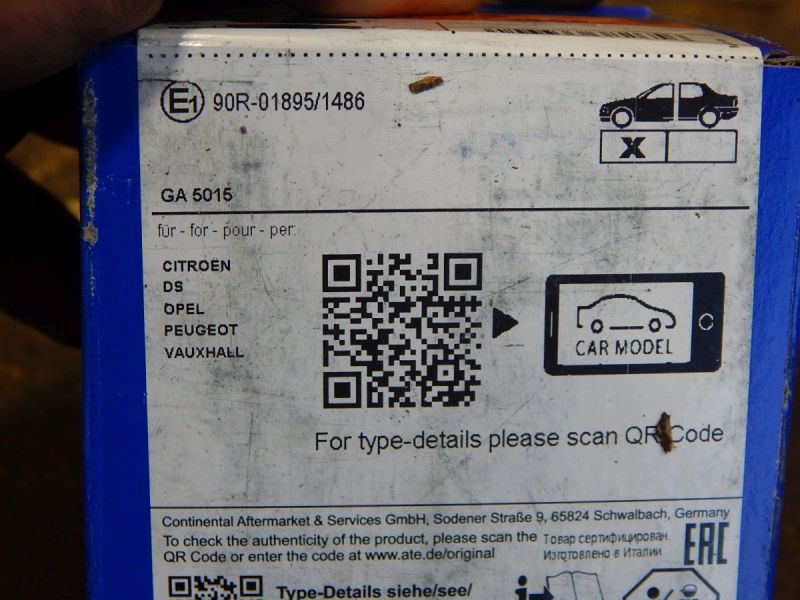 E1 90R-01895/1486
X
GA 5015
für - for - pour - per:
CITROËN
DS
OPEL
PEUGEOT
VAUXHALL
CAR MODEL
For type-details please scan QR Code
Continental Aftermarket & Services GmbH, Sodener Straße 9, 65824 Schwalbach, Germany
To check the authenticity of the product, please scan the
QR Code or enter the code at www.ate.de/original
Товар сертифицирован.
Изготовлено в Италии
EAC
Type-Details siehe/see/